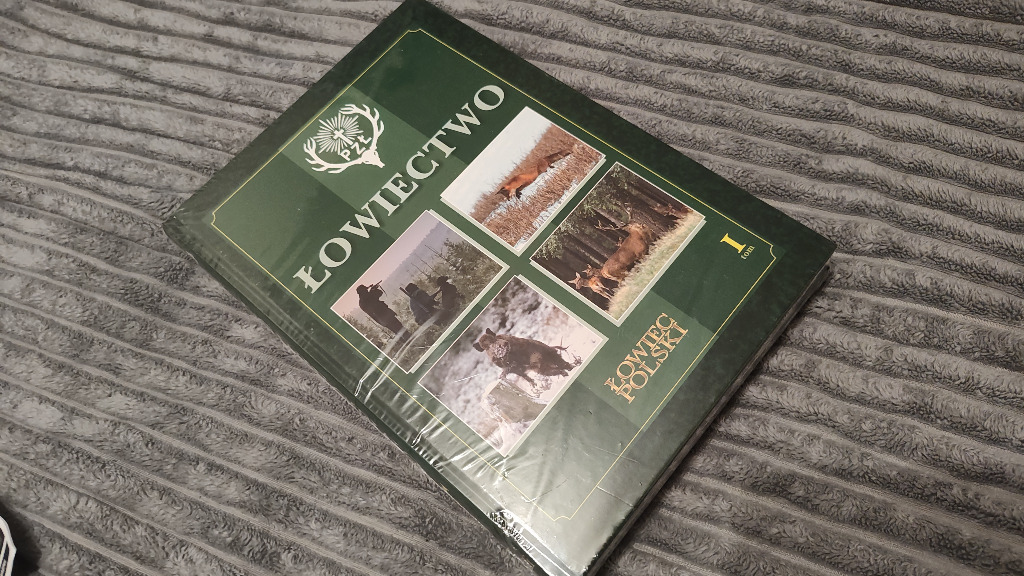 PZŁ
ŁOWIECTWO
I
tom
ŁOWIEC
POLSKI